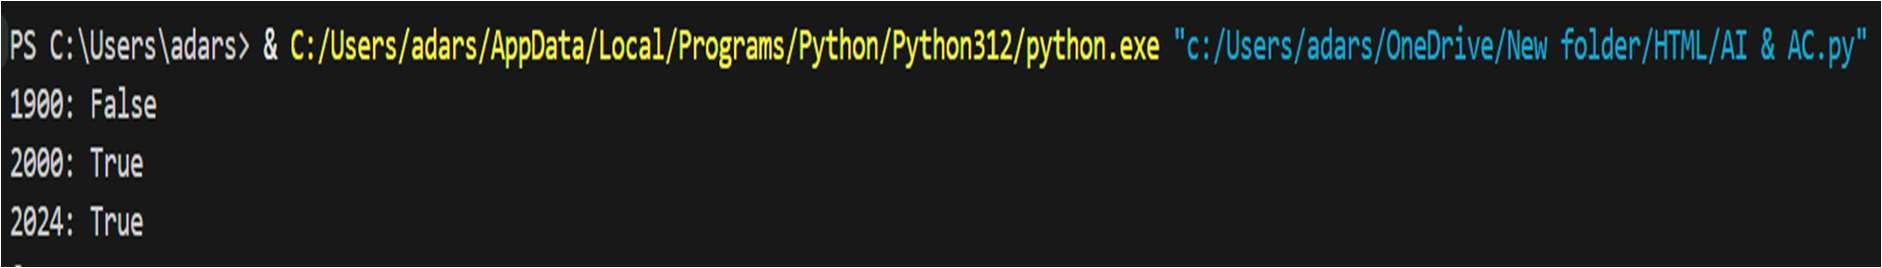 PS C:\Users\adars> & C:/Users/adars/AppData/Local/Programs/Python/Python312/python.exe "c:/Users/adars/OneDrive/New folder/HTML/AI & AC.py"
1900: False
2000: True
2024: True